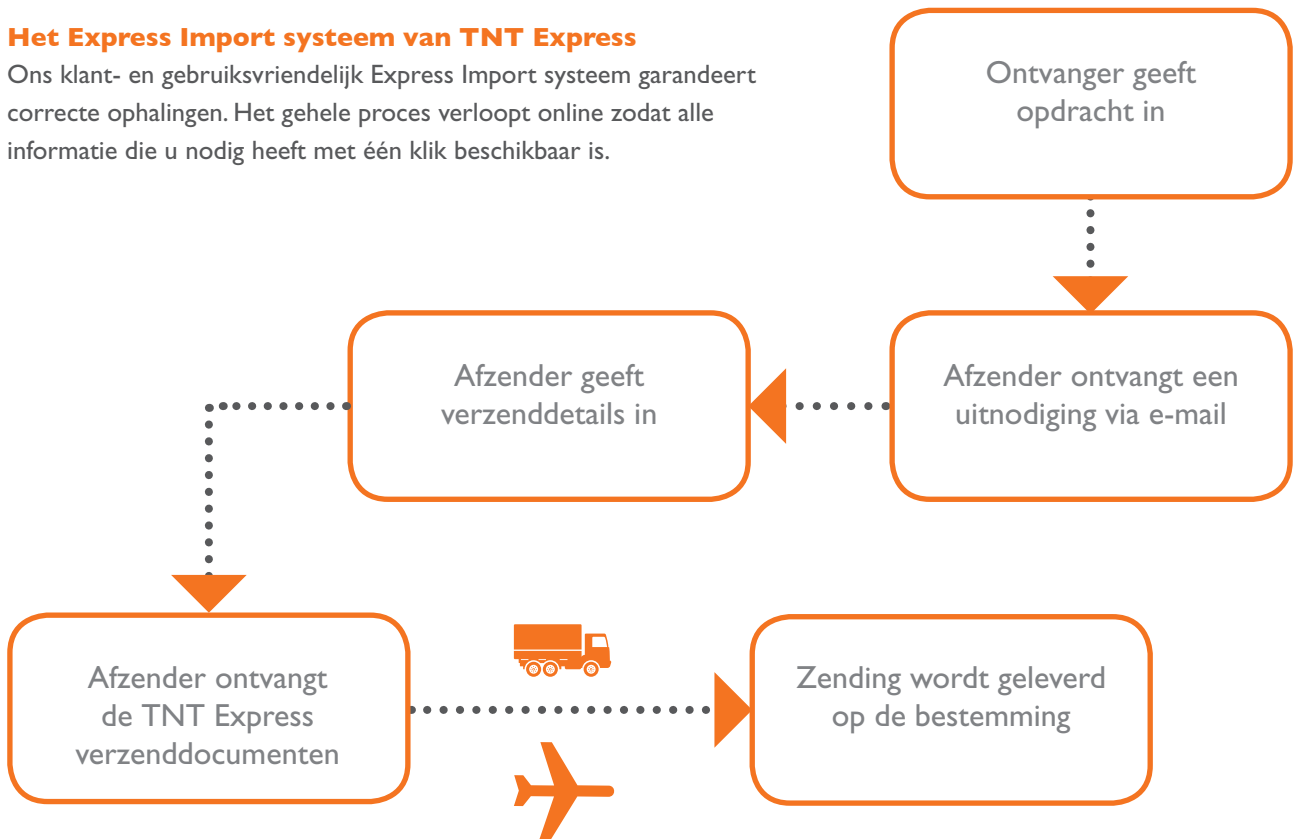 Het Express Import systeem van TNT Express
Ons klant- en gebruiksvriendelijk Express Import systeem garandeert
correcte ophalingen. Het gehele proces verloopt online zodat alle
informatie die u nodig heeft met één klik beschikbaar is.
Ontvanger geeft
opdracht in
Afzender ontvangt een
uitnodiging via e-mail
Afzender geeft
verzenddetails in
Afzender ontvangt
de TNT Express
verzenddocumenten
Zending wordt geleverd
op de bestemming